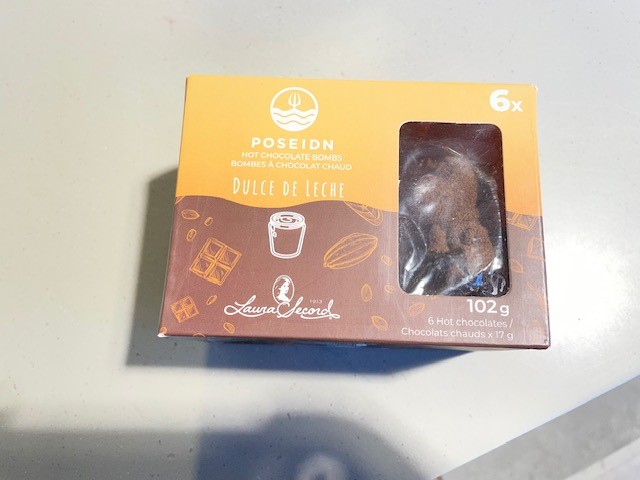 6x
POSEIDN
HOT CHOCOLATE BOMBS
BOMBES À CHOCOLAT CHAUD
DULCE DE LECHE
1913
Laura Secord
102 g
6 Hot chocolates /
Chocolats chauds x 17 g